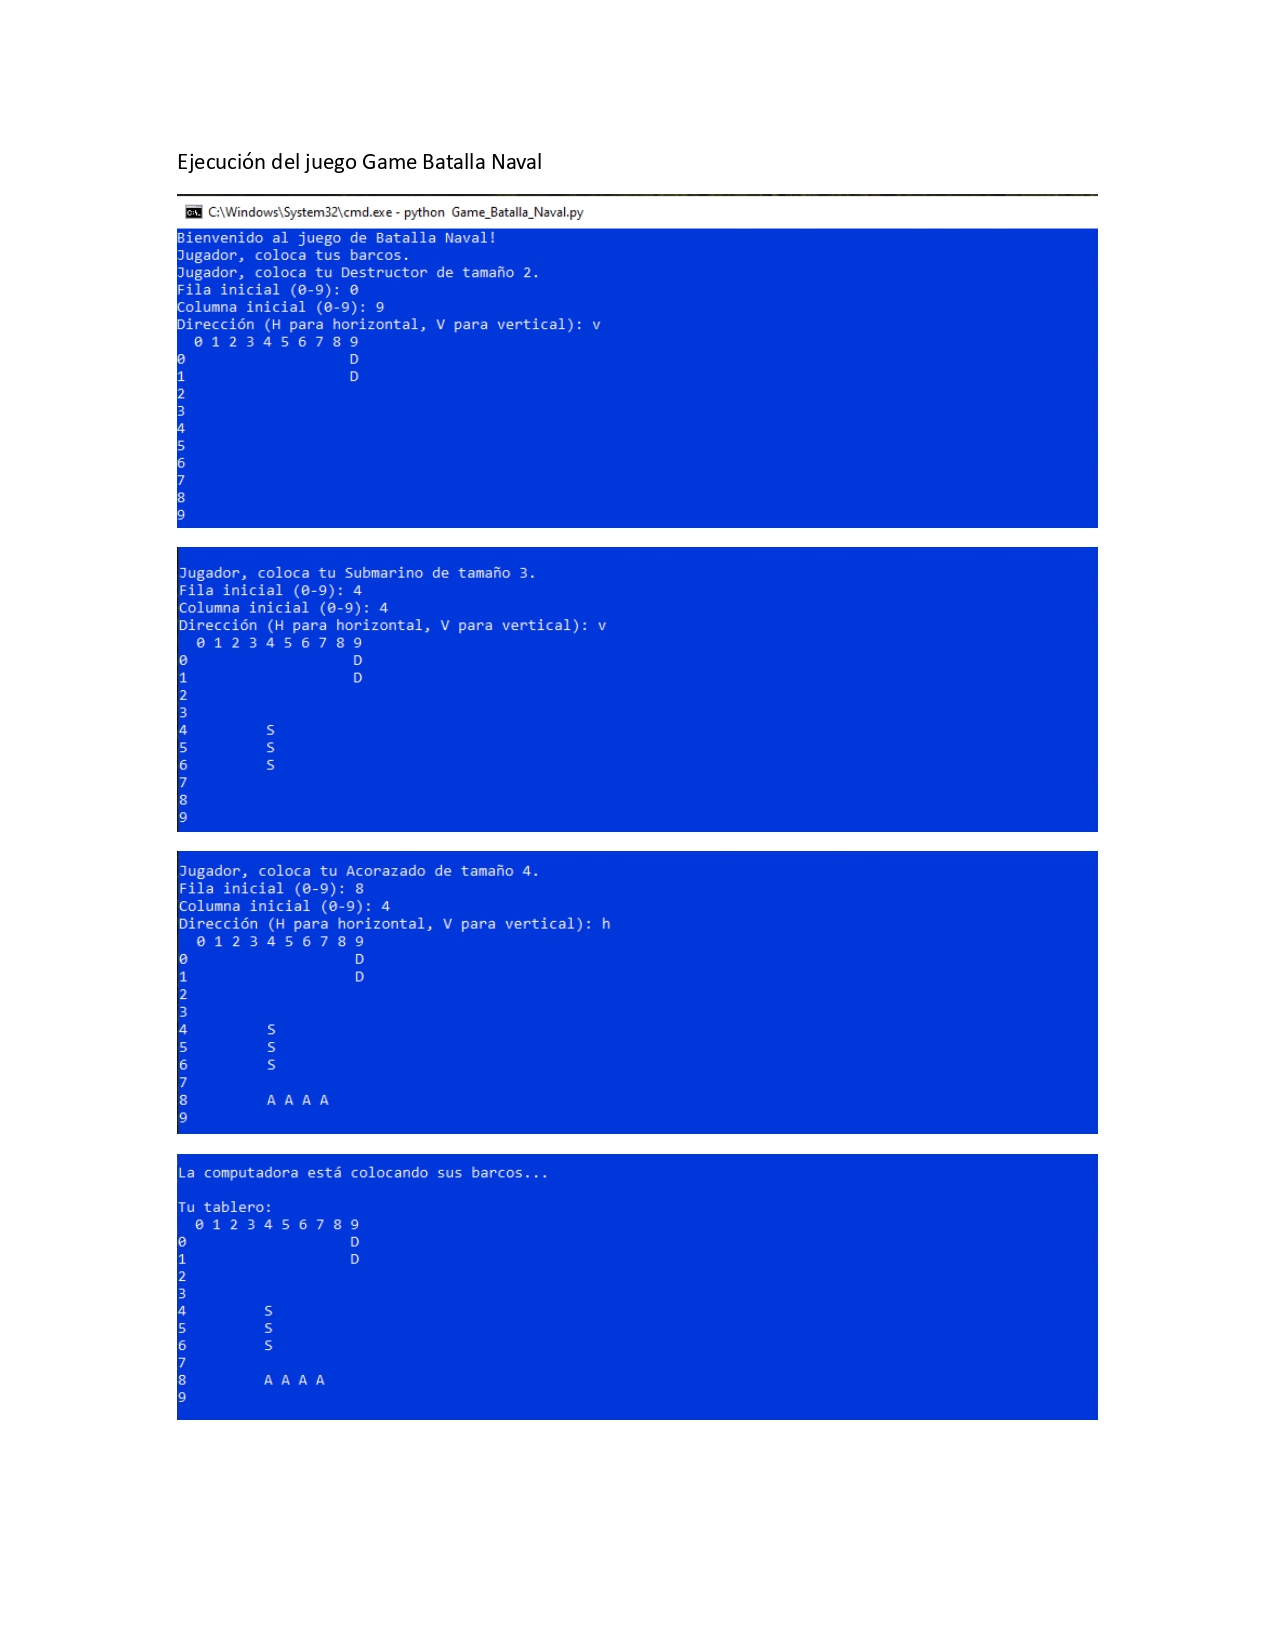 Ejecución del juego Game Batalla Naval
C:\Windows\System32\cmd.exe - python  Game_Batalla_Naval.py
Bienvenido al juego de Batalla Naval!
Jugador, coloca tus barcos.
Jugador, coloca tu Destructor de tamaño 2.
Fila inicial (0-9): 0
Columna inicial (0-9): 9
Dirección (H para horizontal, V para vertical): v
  0 1 2 3 4 5 6 7 8 9
0                   D
1                   D
2
3
4
5
6
7
8
9
Jugador, coloca tu Submarino de tamaño 3.
Fila inicial (0-9): 4
Columna inicial (0-9): 4
Dirección (H para horizontal, V para vertical): v
  0 1 2 3 4 5 6 7 8 9
0                   D
1                   D
2
3
4         S
5         S
6         S
7
8
9
Jugador, coloca tu Acorazado de tamaño 4.
Fila inicial (0-9): 8
Columna inicial (0-9): 4
Dirección (H para horizontal, V para vertical): h
  0 1 2 3 4 5 6 7 8 9
0                   D
1                   D
2
3
4         S
5         S
6         S
7
8         A A A A
9
La computadora está colocando sus barcos...
Tu tablero:
  0 1 2 3 4 5 6 7 8 9
0                   D
1                   D
2
3
4         S
5         S
6         S
7
8         A A A A
9